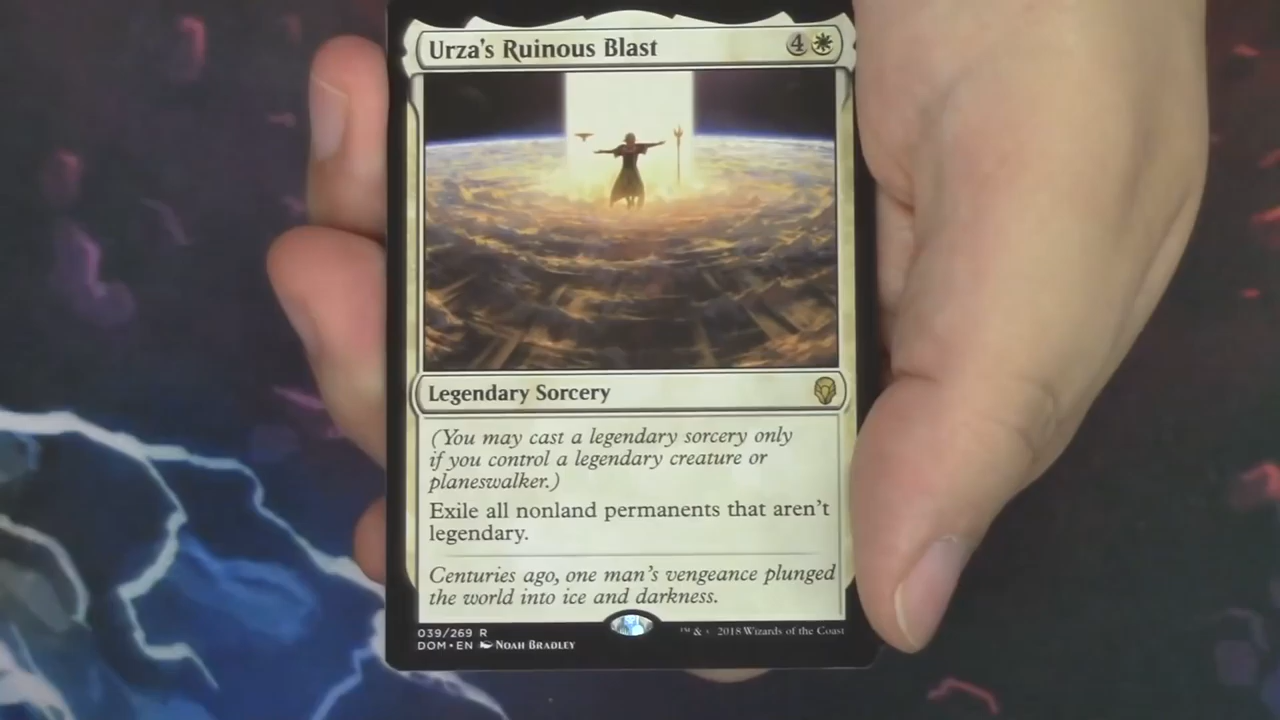 Urza's Ruinous Blast 4
Legendary Sorcery
(You may cast a legendary sorcery only
if you control a legendary creature or
planeswalker.)
Exile all nonland permanents that aren't
legendary.
Centuries ago, one man's vengeance plunged
the world into ice and darkness.
039/269 R
™ & 2018 Wizards of the Coast
DOM • EN Noah Bradley